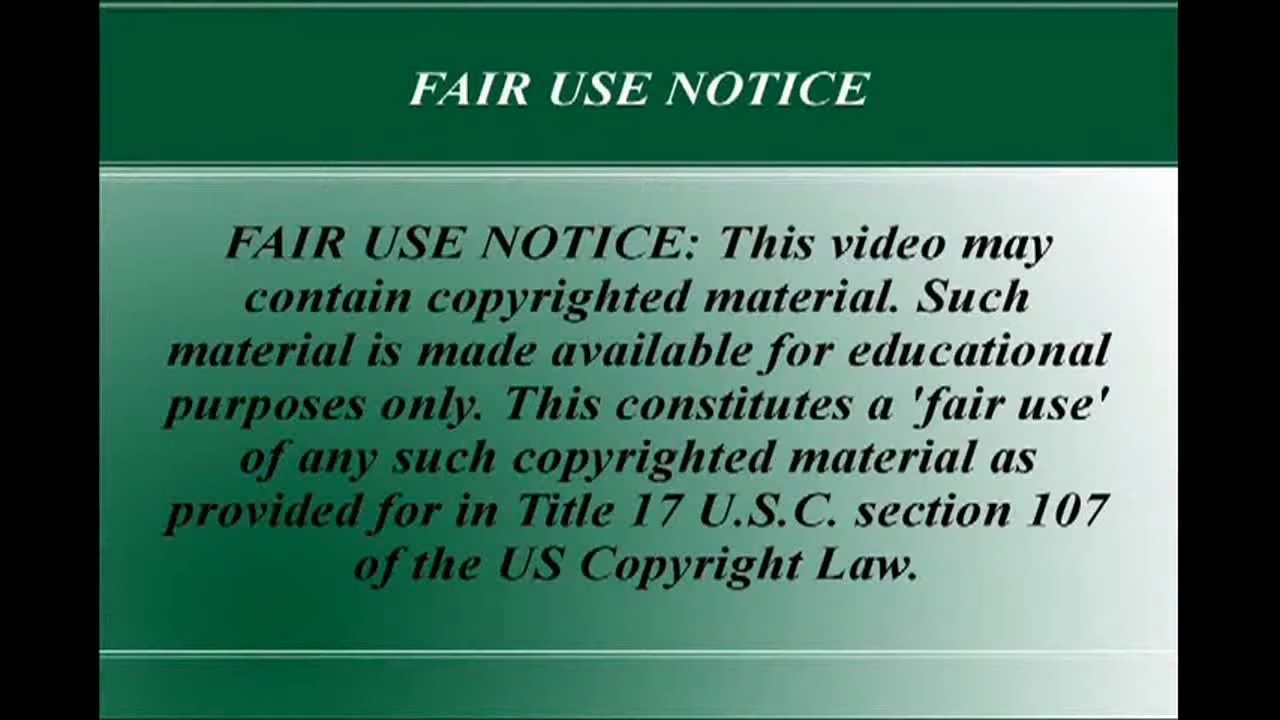 FAIR USE NOTICE
FAIR USE NOTICE: This video may
contain copyrighted material. Such
material is made available for educational
purposes only. This constitutes a 'fair use'
of any such copyrighted material as
provided for in Title 17 U.S.C. section 107
of the US Copyright Law.